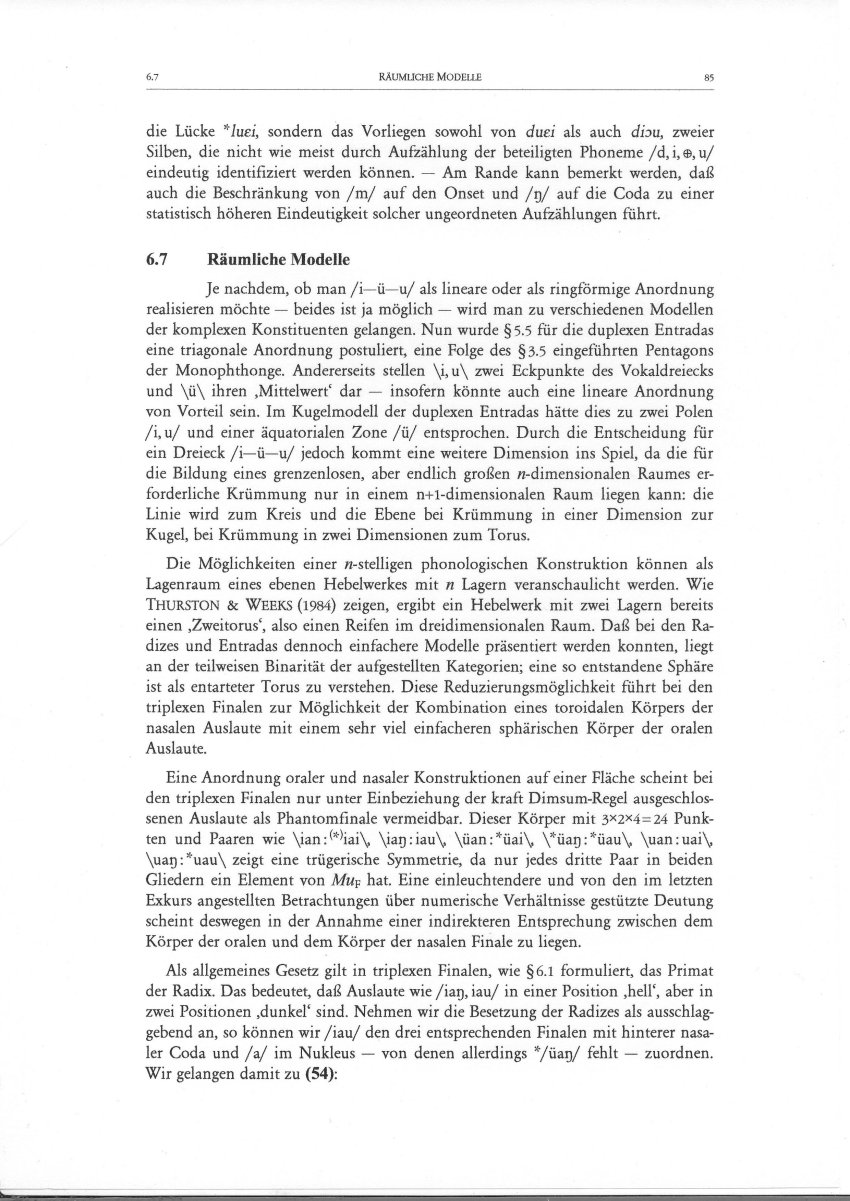 6.7 RÄUMLICHE MODELLE 85
die Lücke *luɛi, sondern das Vorliegen sowohl von duɛi als auch diɔu, zweier
Silben, die nicht wie meist durch Aufzählung der beteiligten Phoneme /d, i, ⊕, u/
eindeutig identifiziert werden können. — Am Rande kann bemerkt werden, daß
auch die Beschränkung von /m/ auf den Onset und /ŋ/ auf die Coda zu einer
statistisch höheren Eindeutigkeit solcher ungeordneten Aufzählungen führt.
6.7 Räumliche Modelle
Je nachdem, ob man /i—ü—u/ als lineare oder als ringförmige Anordnung
realisieren möchte — beides ist ja möglich — wird man zu verschiedenen Modellen
der komplexen Konstituenten gelangen. Nun wurde § 5.5 für die duplexen Entradas
eine triagonale Anordnung postuliert, eine Folge des § 3.5 eingeführten Pentagons
der Monophthonge. Andererseits stellen \i, u\ zwei Eckpunkte des Vokaldreiecks
und \ü\ ihren ‚Mittelwert‘ dar — insofern könnte auch eine lineare Anordnung
von Vorteil sein. Im Kugelmodell der duplexen Entradas hätte dies zu zwei Polen
/i, u/ und einer äquatorialen Zone /ü/ entsprochen. Durch die Entscheidung für
ein Dreieck /i—ü—u/ jedoch kommt eine weitere Dimension ins Spiel, da die für
die Bildung eines grenzenlosen, aber endlich großen n-dimensionalen Raumes er-
forderliche Krümmung nur in einem n+1-dimensionalen Raum liegen kann: die
Linie wird zum Kreis und die Ebene bei Krümmung in einer Dimension zur
Kugel, bei Krümmung in zwei Dimensionen zum Torus.
Die Möglichkeiten einer n-stelligen phonologischen Konstruktion können als
Lagenraum eines ebenen Hebelwerkes mit n Lagern veranschaulicht werden. Wie
THURSTON & WEEKS (1984) zeigen, ergibt ein Hebelwerk mit zwei Lagern bereits
einen ‚Zweitorus‘, also einen Reifen im dreidimensionalen Raum. Daß bei den Ra-
dizes und Entradas dennoch einfachere Modelle präsentiert werden konnten, liegt
an der teilweisen Binarität der aufgestellten Kategorien; eine so entstandene Sphäre
ist als entarteter Torus zu verstehen. Diese Reduzierungsmöglichkeit führt bei den
triplexen Finalen zur Möglichkeit der Kombination eines toroidalen Körpers der
nasalen Auslaute mit einem sehr viel einfacheren sphärischen Körper der oralen
Auslaute.
Eine Anordnung oraler und nasaler Konstruktionen auf einer Fläche scheint bei
den triplexen Finalen nur unter Einbeziehung der kraft Dimsum-Regel ausgeschlos-
senen Auslaute als Phantomfinale vermeidbar. Dieser Körper mit 3×2×4=24 Punk-
ten und Paaren wie \ian:⁽*⁾iai\, \iaŋ:iau\, \üan:*üai\, \*üaŋ:*üau\, \uan:uai\,
\uaŋ:*uau\ zeigt eine trügerische Symmetrie, da nur jedes dritte Paar in beiden
Gliedern ein Element von Mu_F hat. Eine einleuchtendere und von den im letzten
Exkurs angestellten Betrachtungen über numerische Verhältnisse gestützte Deutung
scheint deswegen in der Annahme einer indirekteren Entsprechung zwischen dem
Körper der oralen und dem Körper der nasalen Finale zu liegen.
Als allgemeines Gesetz gilt in triplexen Finalen, wie § 6.1 formuliert, das Primat
der Radix. Das bedeutet, daß Auslaute wie /iaŋ, iau/ in einer Position ‚hell‘, aber in
zwei Positionen ‚dunkel‘ sind. Nehmen wir die Besetzung der Radizes als ausschlag-
gebend an, so können wir /iau/ den drei entsprechenden Finalen mit hinterer nasa-
ler Coda und /a/ im Nukleus — von denen allerdings */üaŋ/ fehlt — zuordnen.
Wir gelangen damit zu (54):